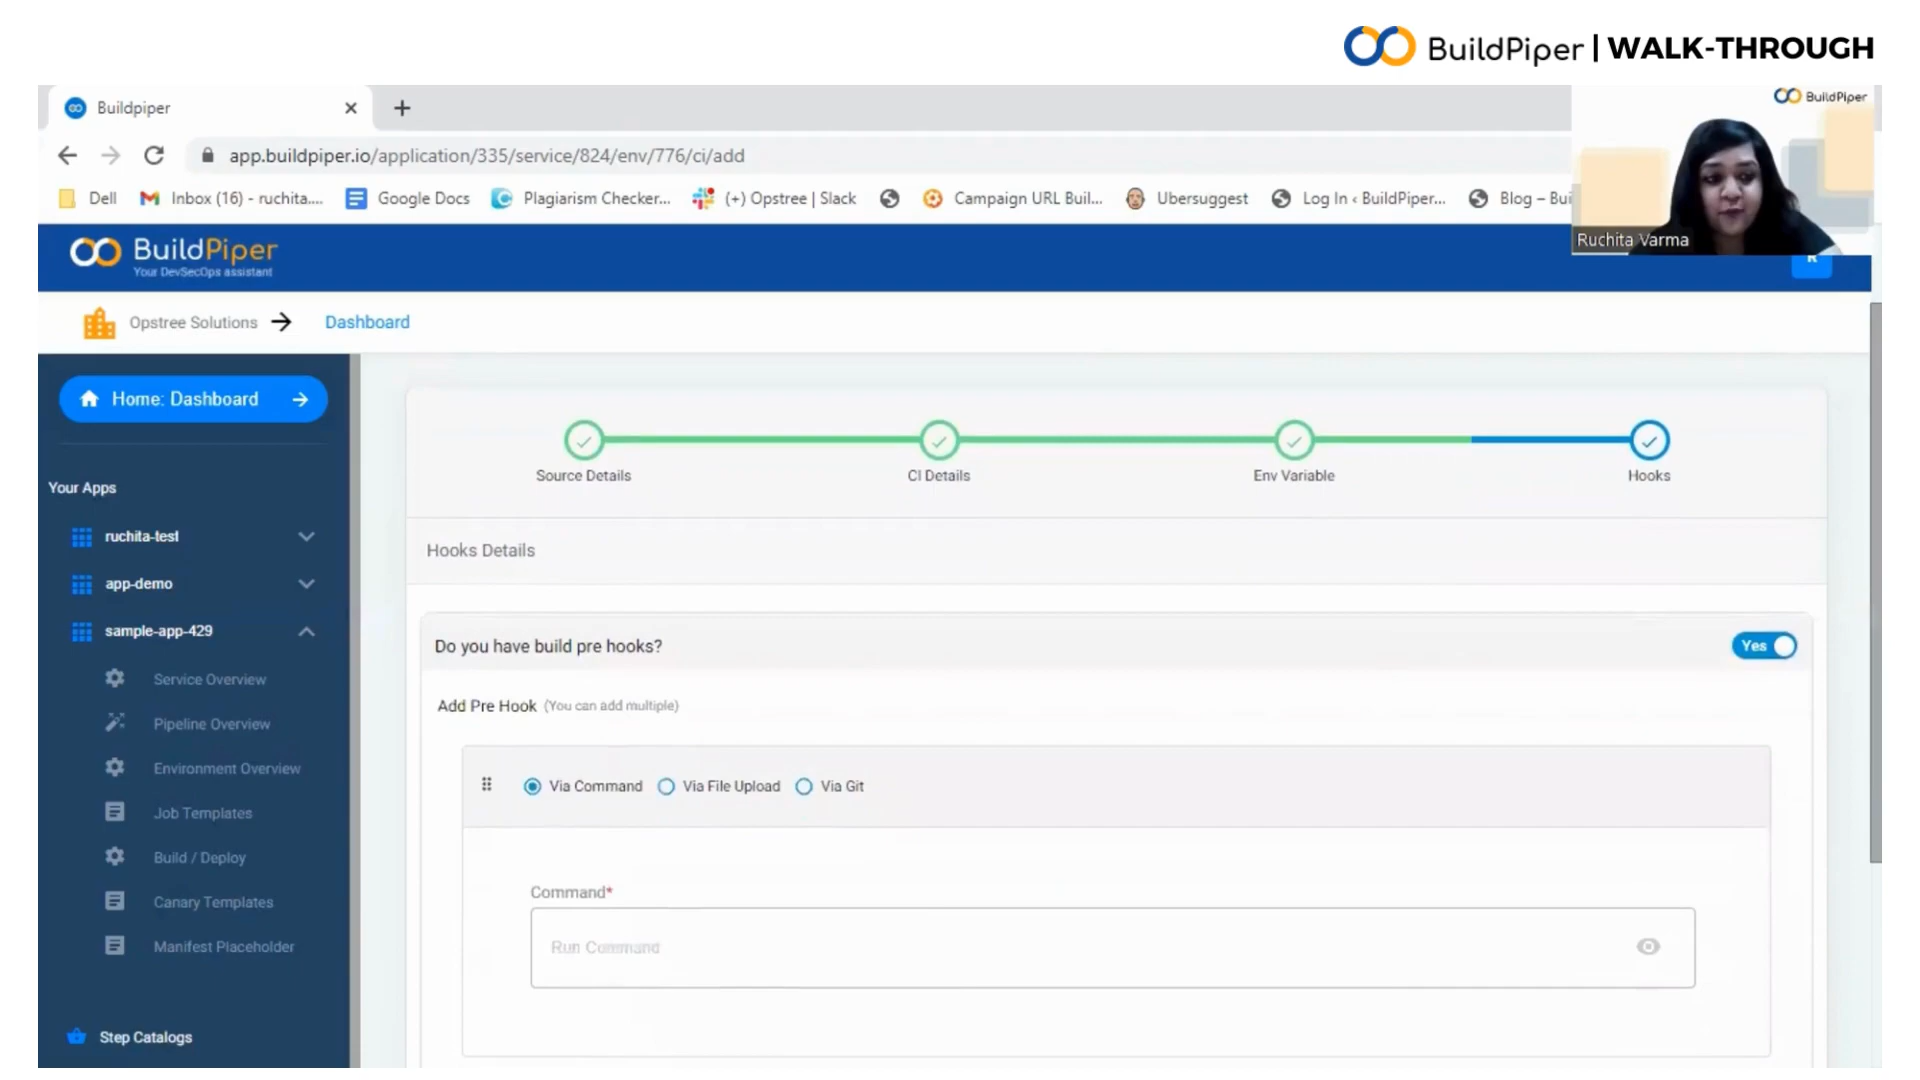 BuildPiper | WALK-THROUGH
BuildPiper
Buildpiper
app.buildpiper.io/application/335/service/824/env/776/ci/add
Dell
Inbox (16) - ruchita....
Google Docs
Plagiarism Checker...
(+) Opstree | Slack
Campaign URL Buil...
Ubersuggest
Log In ‹ BuildPiper...
Blog – Bui
Ruchita Varma
BuildPiper
Your DevSecOps assistant
R
Opstree Solutions
Dashboard
Home: Dashboard
Your Apps
ruchita-test
app-demo
sample-app-429
Service Overview
Pipeline Overview
Environment Overview
Job Templates
Build / Deploy
Canary Templates
Manifest Placeholder
Step Catalogs
Source Details
CI Details
Env Variable
Hooks
Hooks Details
Do you have build pre hooks?
Yes
Add Pre Hook (You can add multiple)
Via Command
Via File Upload
Via Git
Command*
Run Command